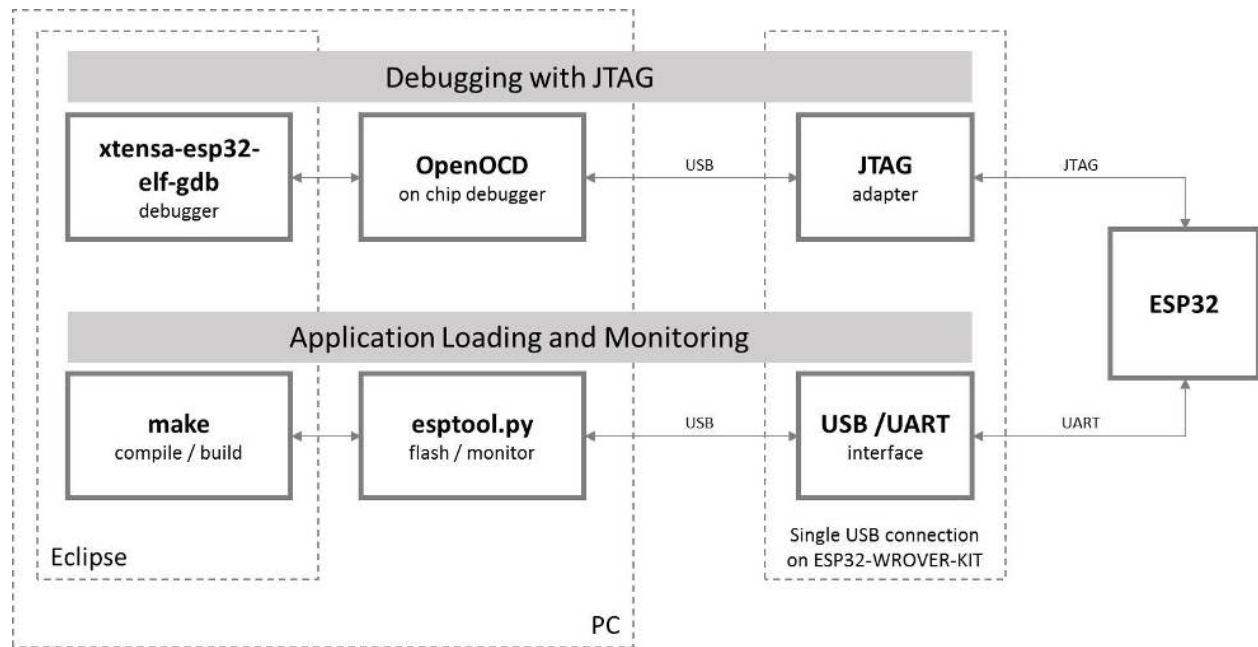 Debugging with JTAG
xtensa-esp32-
elf-gdb
debugger
OpenOCD
on chip debugger
USB
JTAG
adapter
JTAG
ESP32
Application Loading and Monitoring
make
compile / build
esptool.py
flash / monitor
USB
USB /UART
interface
UART
Eclipse
Single USB connection
on ESP32-WROVER-KIT
PC